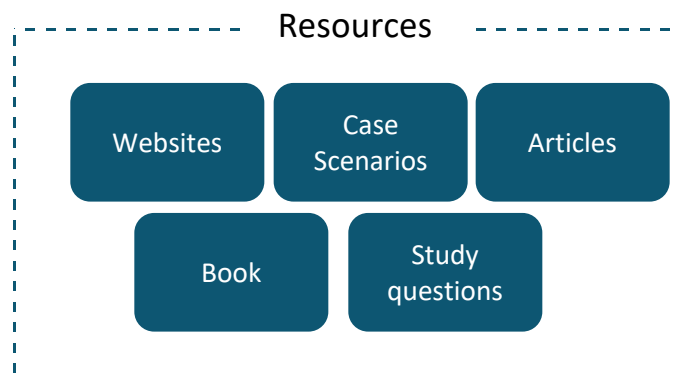 Resources
Websites
Case
Scenarios
Articles
Book
Study
questions